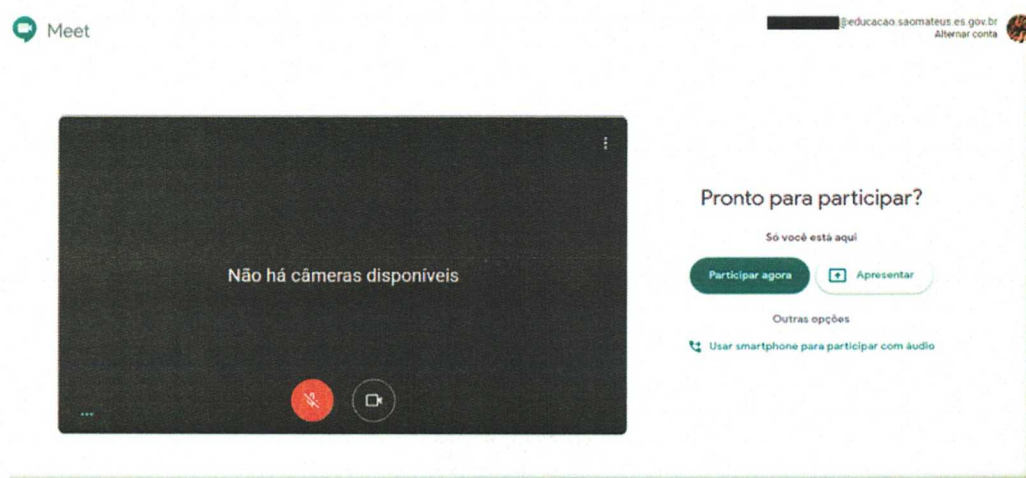 Meet
@educacao.saomateus.es.gov.br
Alternar conta
Não há câmeras disponíveis
Pronto para participar?
Só você está aqui
Participar agora
Apresentar
Outras opções
Usar smartphone para participar com áudio